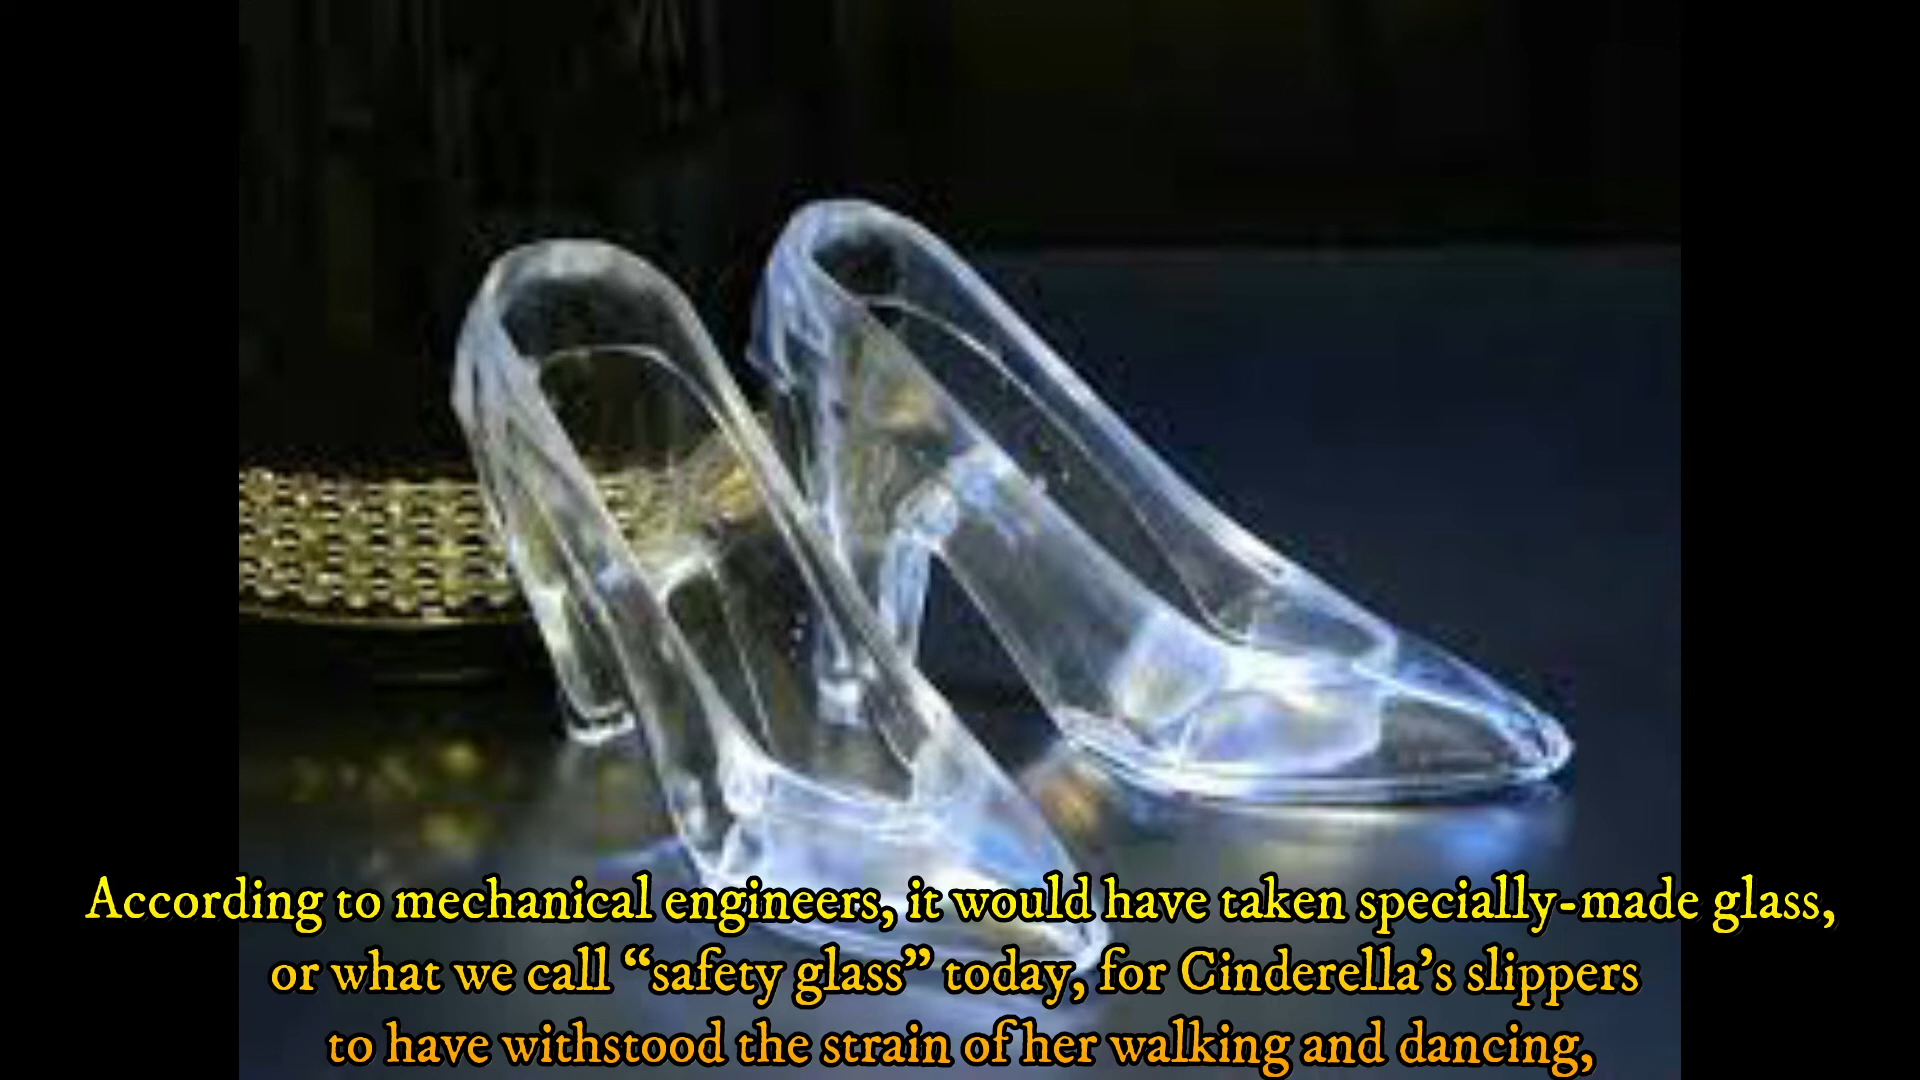 According to mechanical engineers, it would have taken specially-made glass,
or what we call “safety glass” today, for Cinderella’s slippers
to have withstood the strain of her walking and dancing,